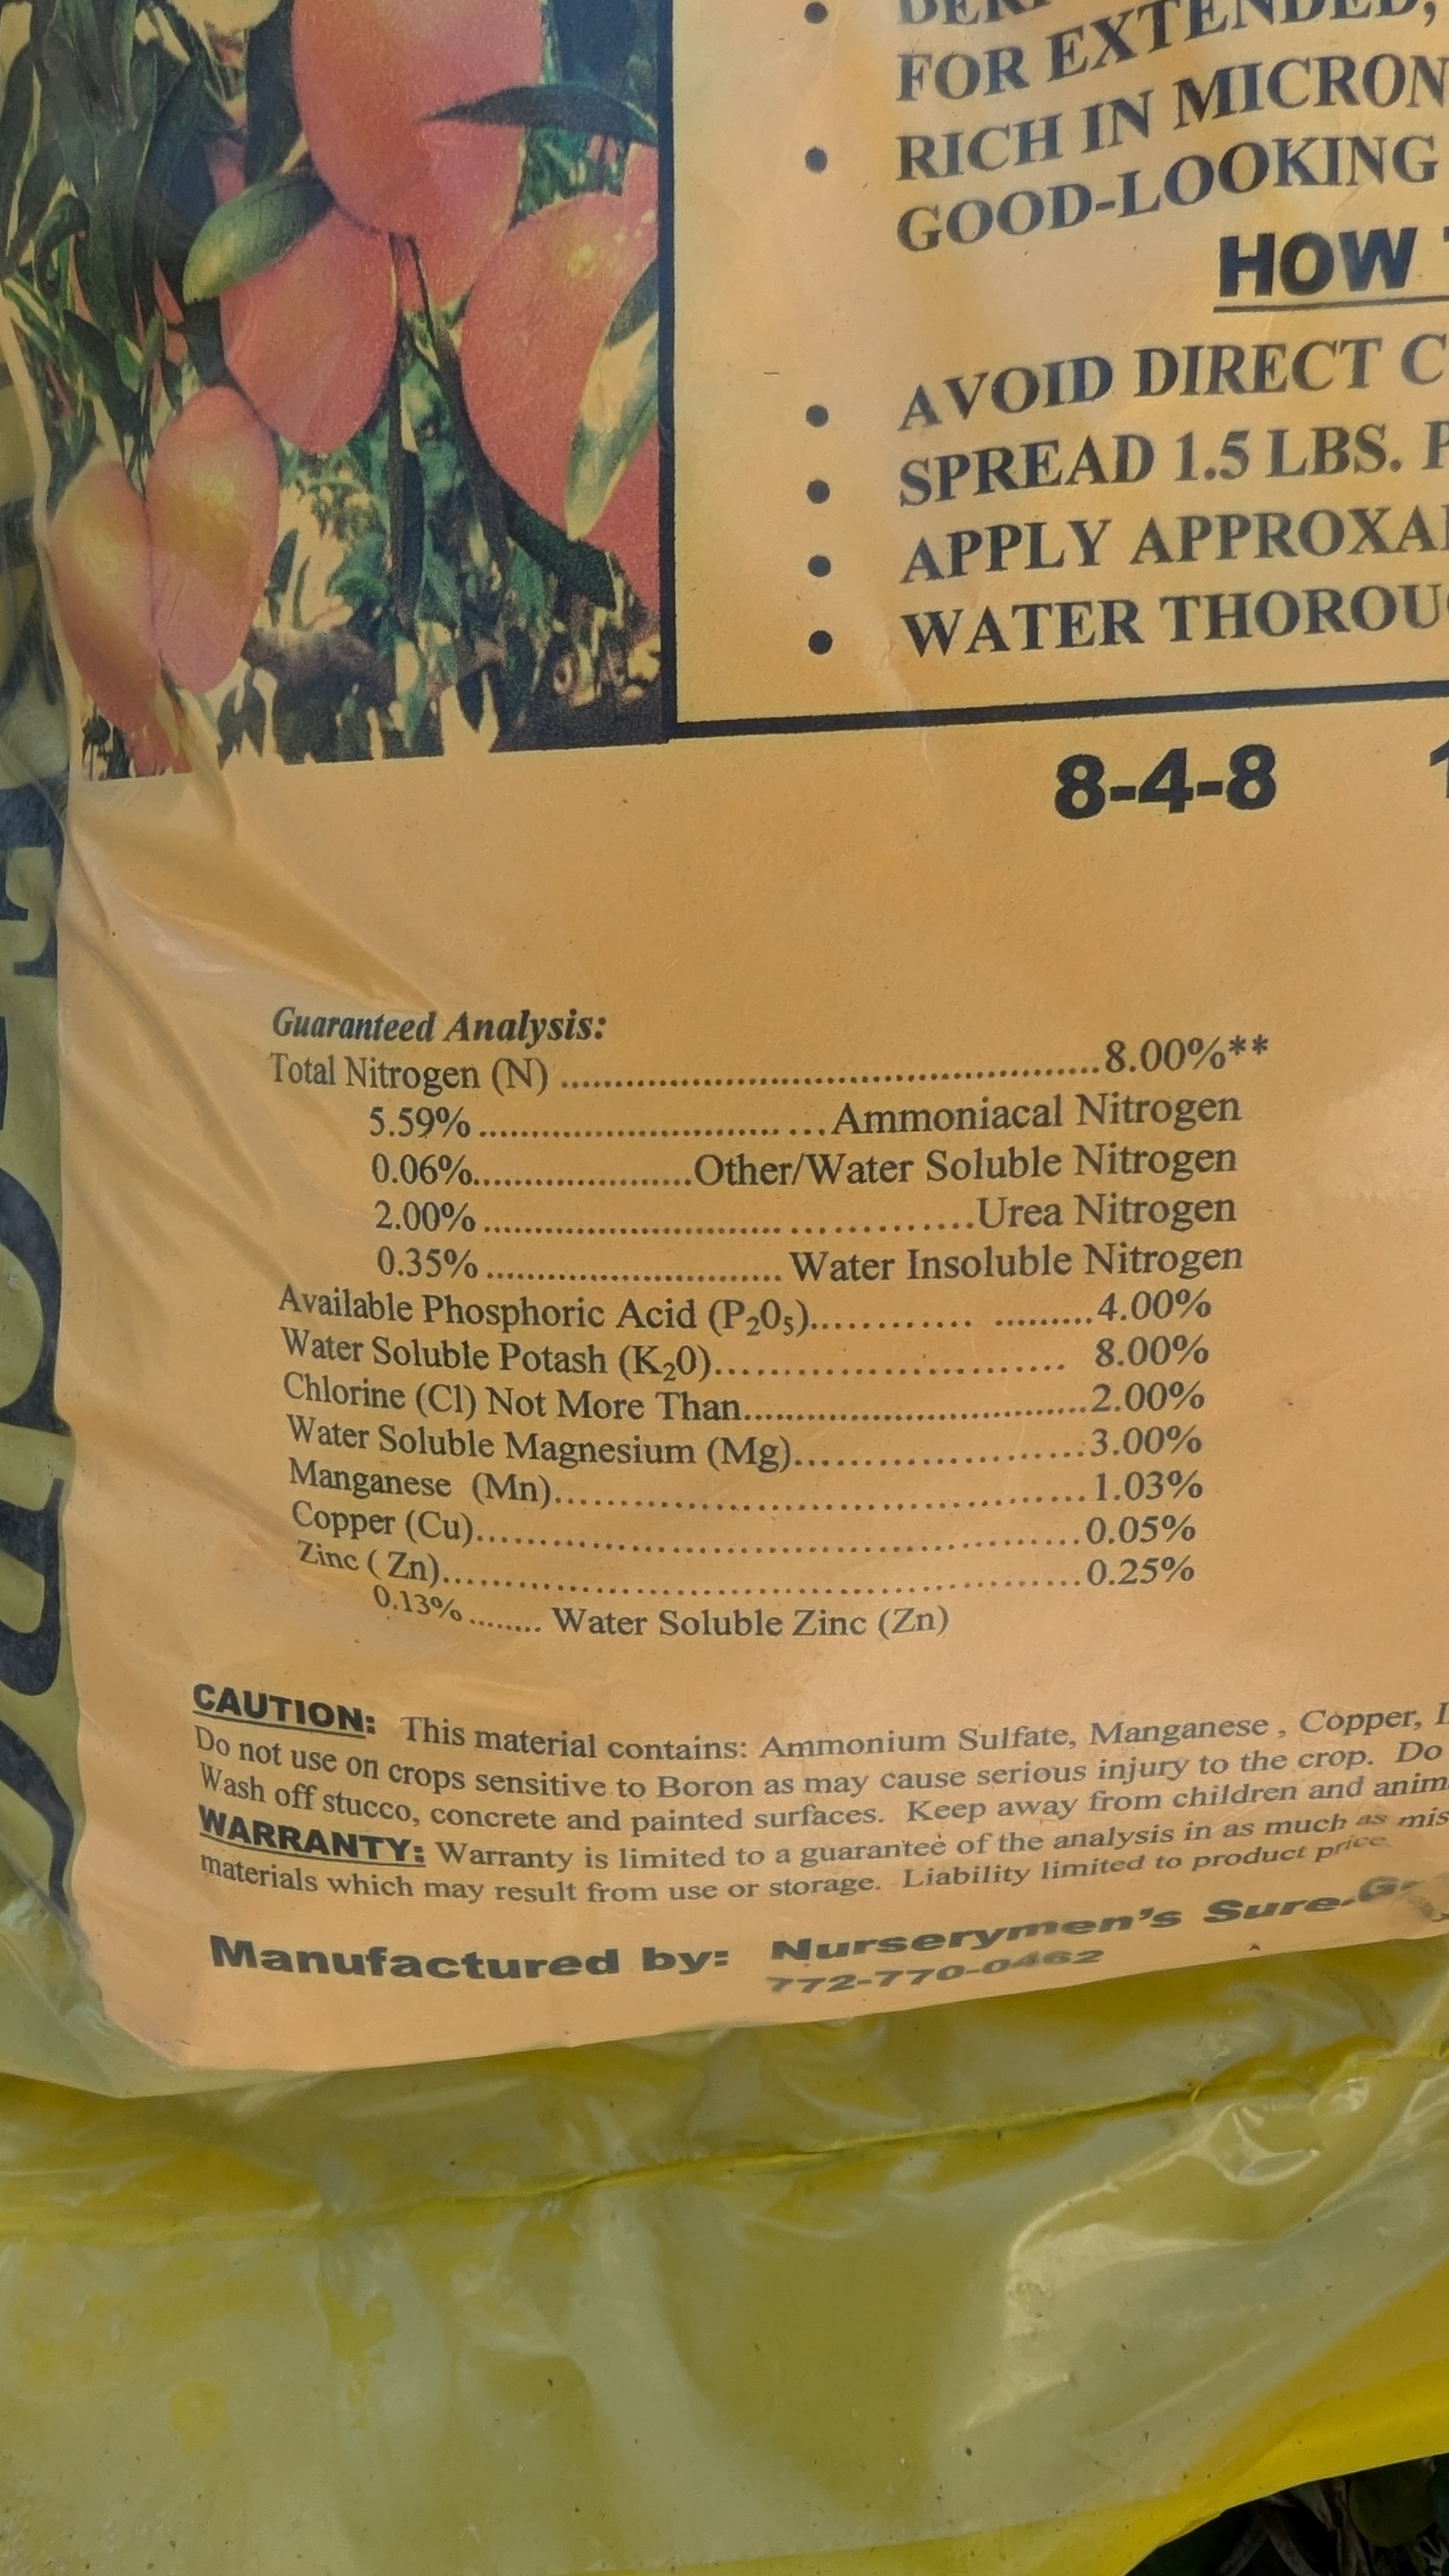 FOR EXTENDED,
RICH IN MICRON
GOOD-LOOKING
HOW
AVOID DIRECT C
SPREAD 1.5 LBS. P
APPLY APPROXA
WATER THOROU
8-4-8
Guaranteed Analysis:
Total Nitrogen (N) ........................................................8.00%**
5.59%.................................Ammoniacal Nitrogen
0.06%......................Other/Water Soluble Nitrogen
2.00%...........................................Urea Nitrogen
0.35%.............................Water Insoluble Nitrogen
Available Phosphoric Acid (P₂0₅)............ .........4.00%
Water Soluble Potash (K₂0)............................ 8.00%
Chlorine (Cl) Not More Than.................................2.00%
Water Soluble Magnesium (Mg).......................3.00%
Manganese (Mn)..........................................1.03%
Copper (Cu)................................................0.05%
Zinc ( Zn)...................................................0.25%
0.13%........ Water Soluble Zinc (Zn)
CAUTION: This material contains: Ammonium Sulfate, Manganese , Copper, I
Do not use on crops sensitive to Boron as may cause serious injury to the crop. Do
Wash off stucco, concrete and painted surfaces. Keep away from children and anim
WARRANTY: Warranty is limited to a guarantee of the analysis in as much as mis
materials which may result from use or storage. Liability limited to product price
Manufactured by: Nurserymen's Sure-G
772-770-0462